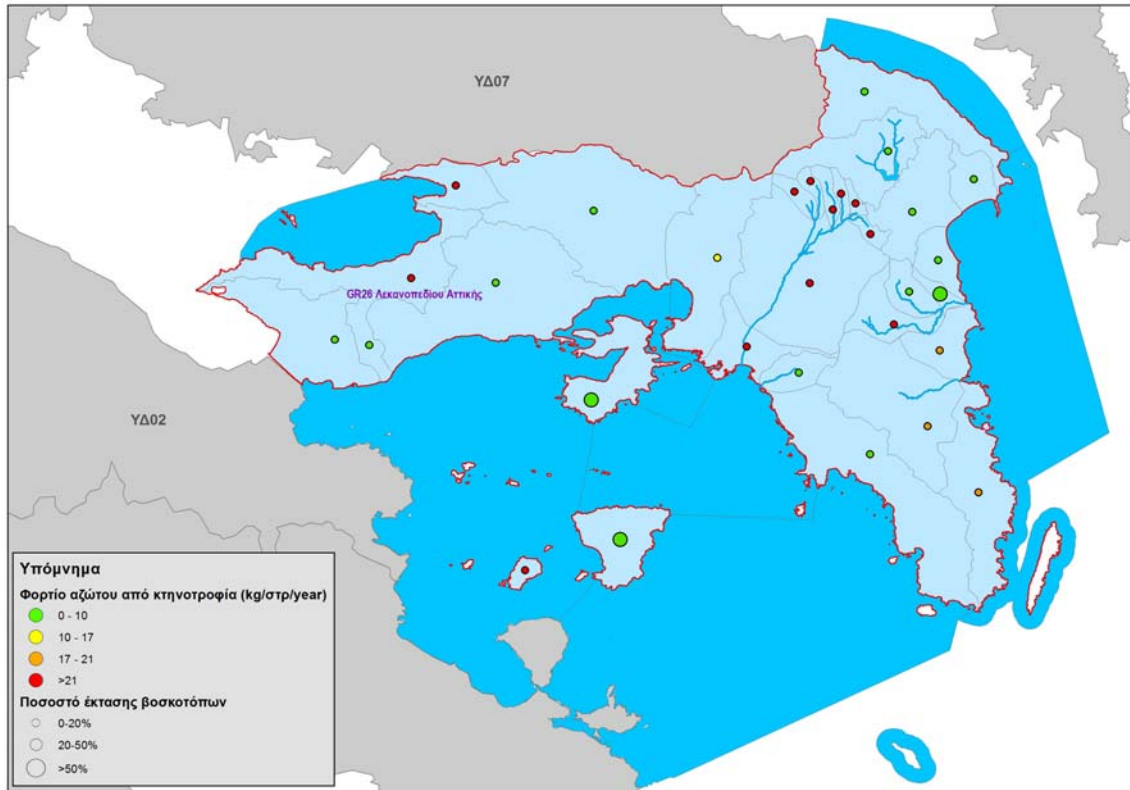 ΥΔ07
GR26 Λεκανοπεδίου Αττικής
ΥΔ02
Υπόμνημα
Φορτίο αζώτου από κτηνοτροφία (kg/στρ/year)
0 - 10
10 - 17
17 - 21
>21
Ποσοστό έκτασης βοσκοτόπων
0-20%
20-50%
>50%